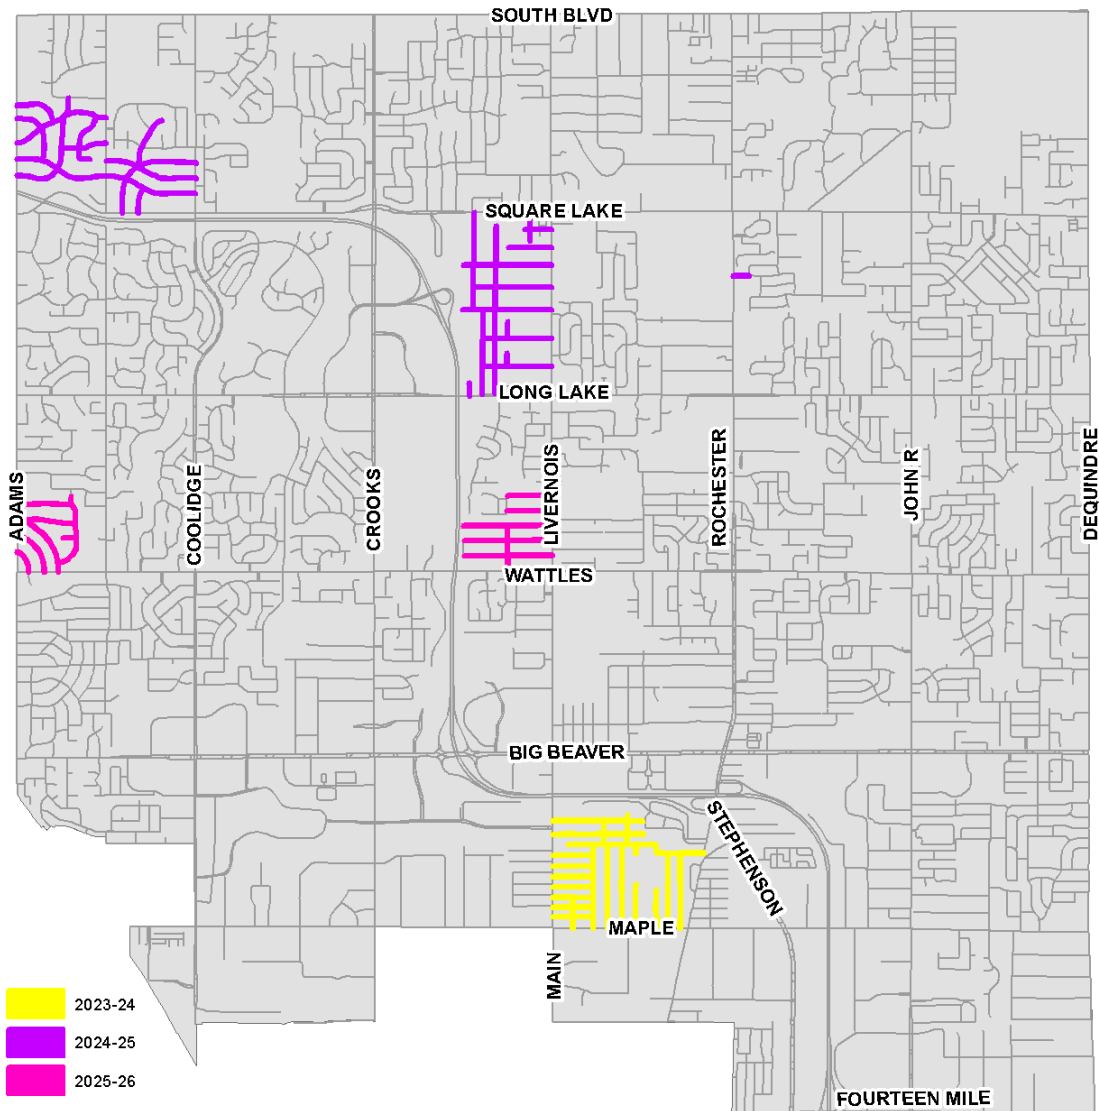 SOUTH BLVD
SQUARE LAKE
LONG LAKE
ADAMS
COOLIDGE
CROOKS
LIVERNOIS
ROCHESTER
JOHN R
DEQUINDRE
WATTLES
BIG BEAVER
STEPHENSON
MAPLE
MAIN
2023-24
2024-25
2025-26
FOURTEEN MILE